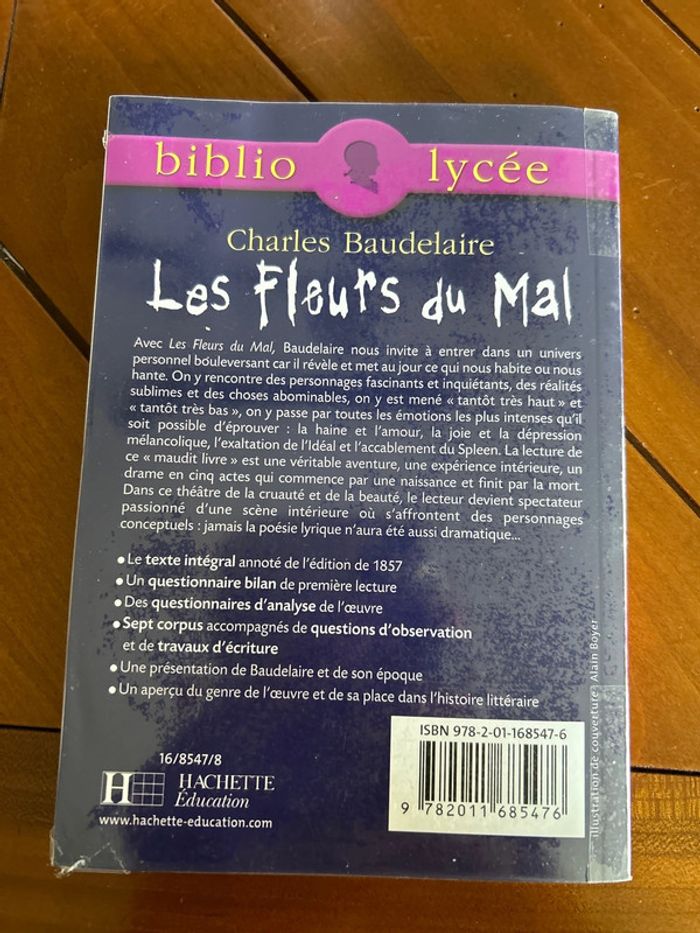 biblio lycée
Charles Baudelaire
Les Fleurs du Mal
Avec Les Fleurs du Mal, Baudelaire nous invite à entrer dans un univers
personnel bouleversant car il révèle et met au jour ce qui nous habite ou nous
hante. On y rencontre des personnages fascinants et inquiétants, des réalités
sublimes et des choses abominables, on y est mené « tantôt très haut » et
« tantôt très bas », on y passe par toutes les émotions les plus intenses qu'il
soit possible d'éprouver : la haine et l'amour, la joie et la dépression
mélancolique, l'exaltation de l'Idéal et l'accablement du Spleen. La lecture de
ce « maudit livre » est une véritable aventure, une expérience intérieure, un
drame en cinq actes qui commence par une naissance et finit par la mort.
Dans ce théâtre de la cruauté et de la beauté, le lecteur devient spectateur
passionné d'une scène intérieure où s'affrontent des personnages
conceptuels : jamais la poésie lyrique n'aura été aussi dramatique...
• Le texte intégral annoté de l'édition de 1857
• Un questionnaire bilan de première lecture
• Des questionnaires d'analyse de l'œuvre
• Sept corpus accompagnés de questions d'observation
et de travaux d'écriture
• Une présentation de Baudelaire et de son époque
• Un aperçu du genre de l'œuvre et de sa place dans l'histoire littéraire
illustration de couverture : Alain Boyer
16/8547/8
H HACHETTE
Éducation
www.hachette-education.com
ISBN 978-2-01-168547-6
9 782011 685476